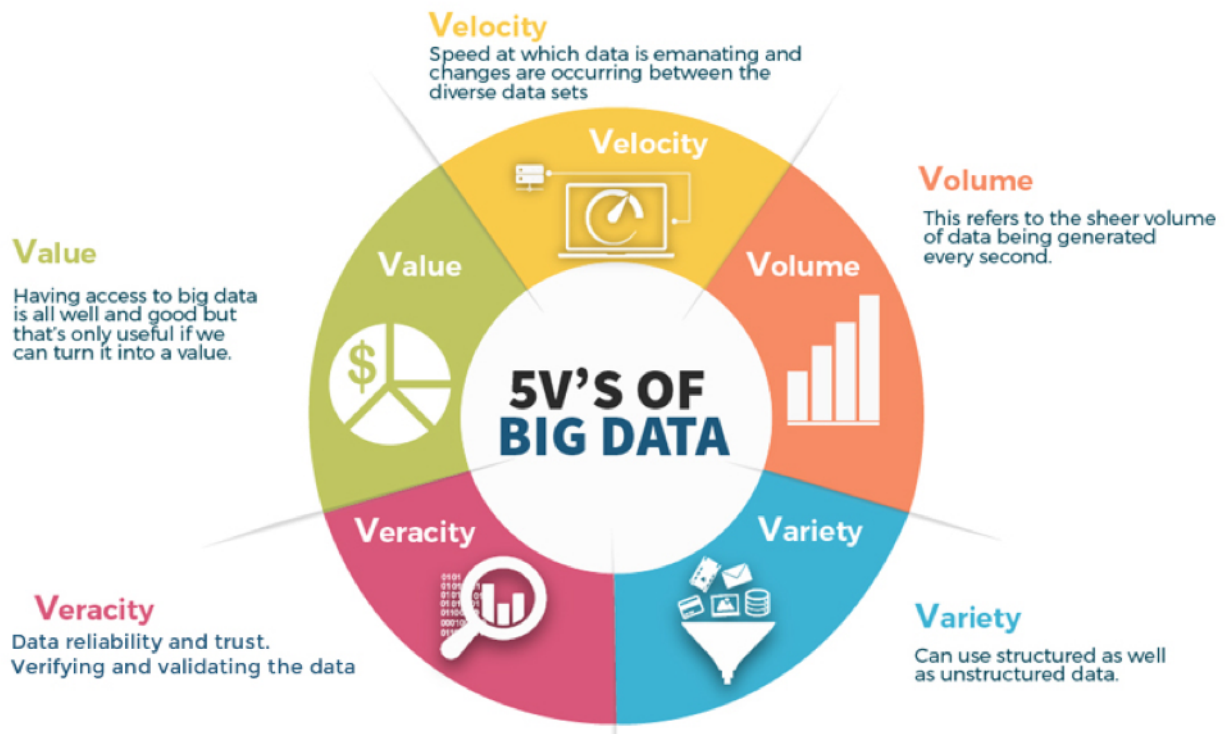 Velocity
Speed at which data is emanating and
changes are occurring between the
diverse data sets
Velocity
Volume
This refers to the sheer volume
of data being generated
every second.
Volume
Value
Having access to big data
is all well and good but
that's only useful if we
can turn it into a value.
Value
$
5V'S OF
BIG DATA
Veracity
Variety
Veracity
Data reliability and trust.
Verifying and validating the data
Variety
Can use structured as well
as unstructured data.